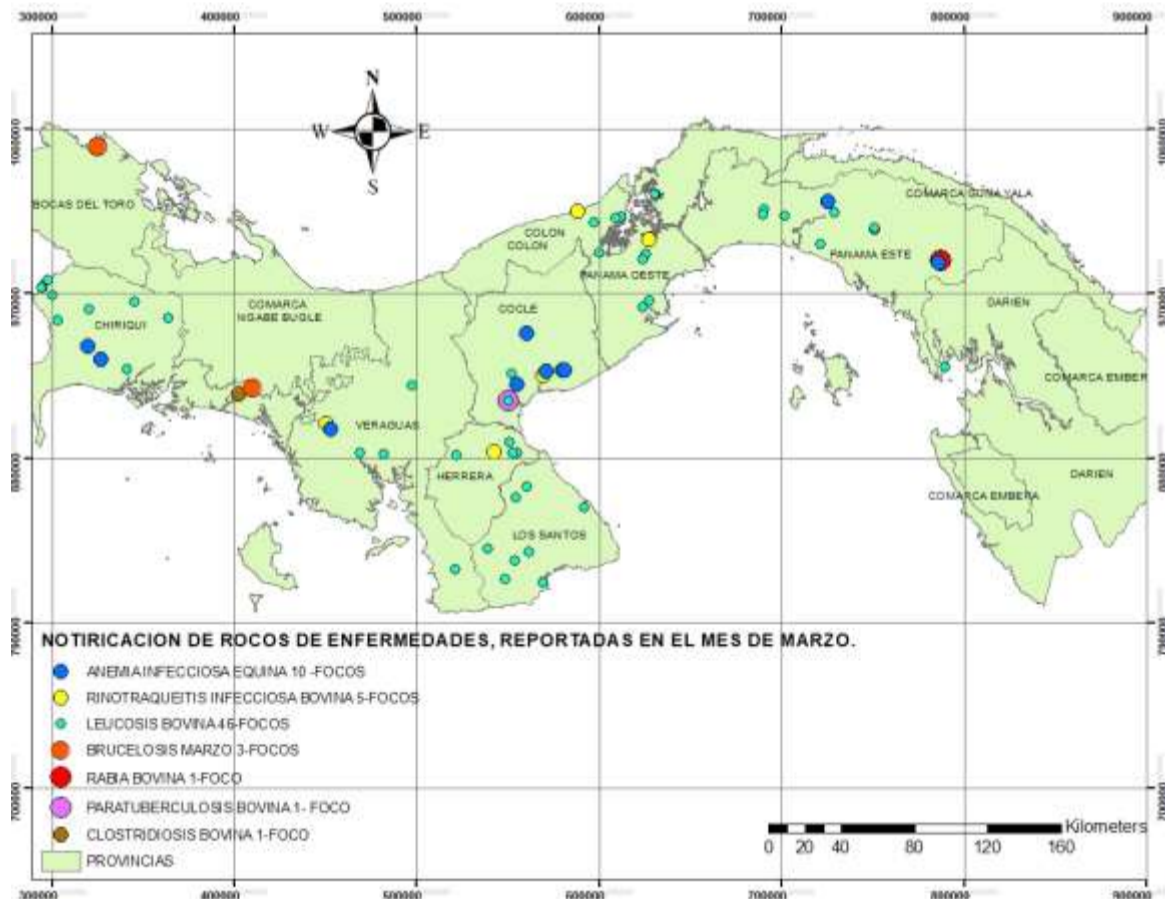 300000 400000 500000 600000 700000 800000 900000
N
W E
S
COMARCA GUNA YALA
BOCAS DEL TORO
COLON
COLON
PANAMA OESTE
PANAMA ESTE
COMARCA
NGABE BUGLE
COCLE
DARIEN
CHIRIQUI
COMARCA EMBER
VERAGUAS
HERRERA
DARIEN
COMARCA EMBERA
LOS SANTOS
NOTIRICACION DE ROCOS DE ENFERMEDADES, REPORTADAS EN EL MES DE MARZO.
ANEMIA INFECCIOSA EQUINA 10 -FOCOS
RINOTRAQUEITIS INFECCIOSA BOVINA 5-FOCOS
LEUCOSIS BOVINA 46-FOCOS
BRUCELOSIS MARZO 3-FOCOS
RABIA BOVINA 1-FOCO
PARATUBERCULOSIS BOVINA 1- FOCO
CLOSTRIDIOSIS BOVINA 1-FOCO
PROVINCIAS
Kilometers
0 20 40 80 120 160
300000 400000 500000 600000 700000 800000 900000